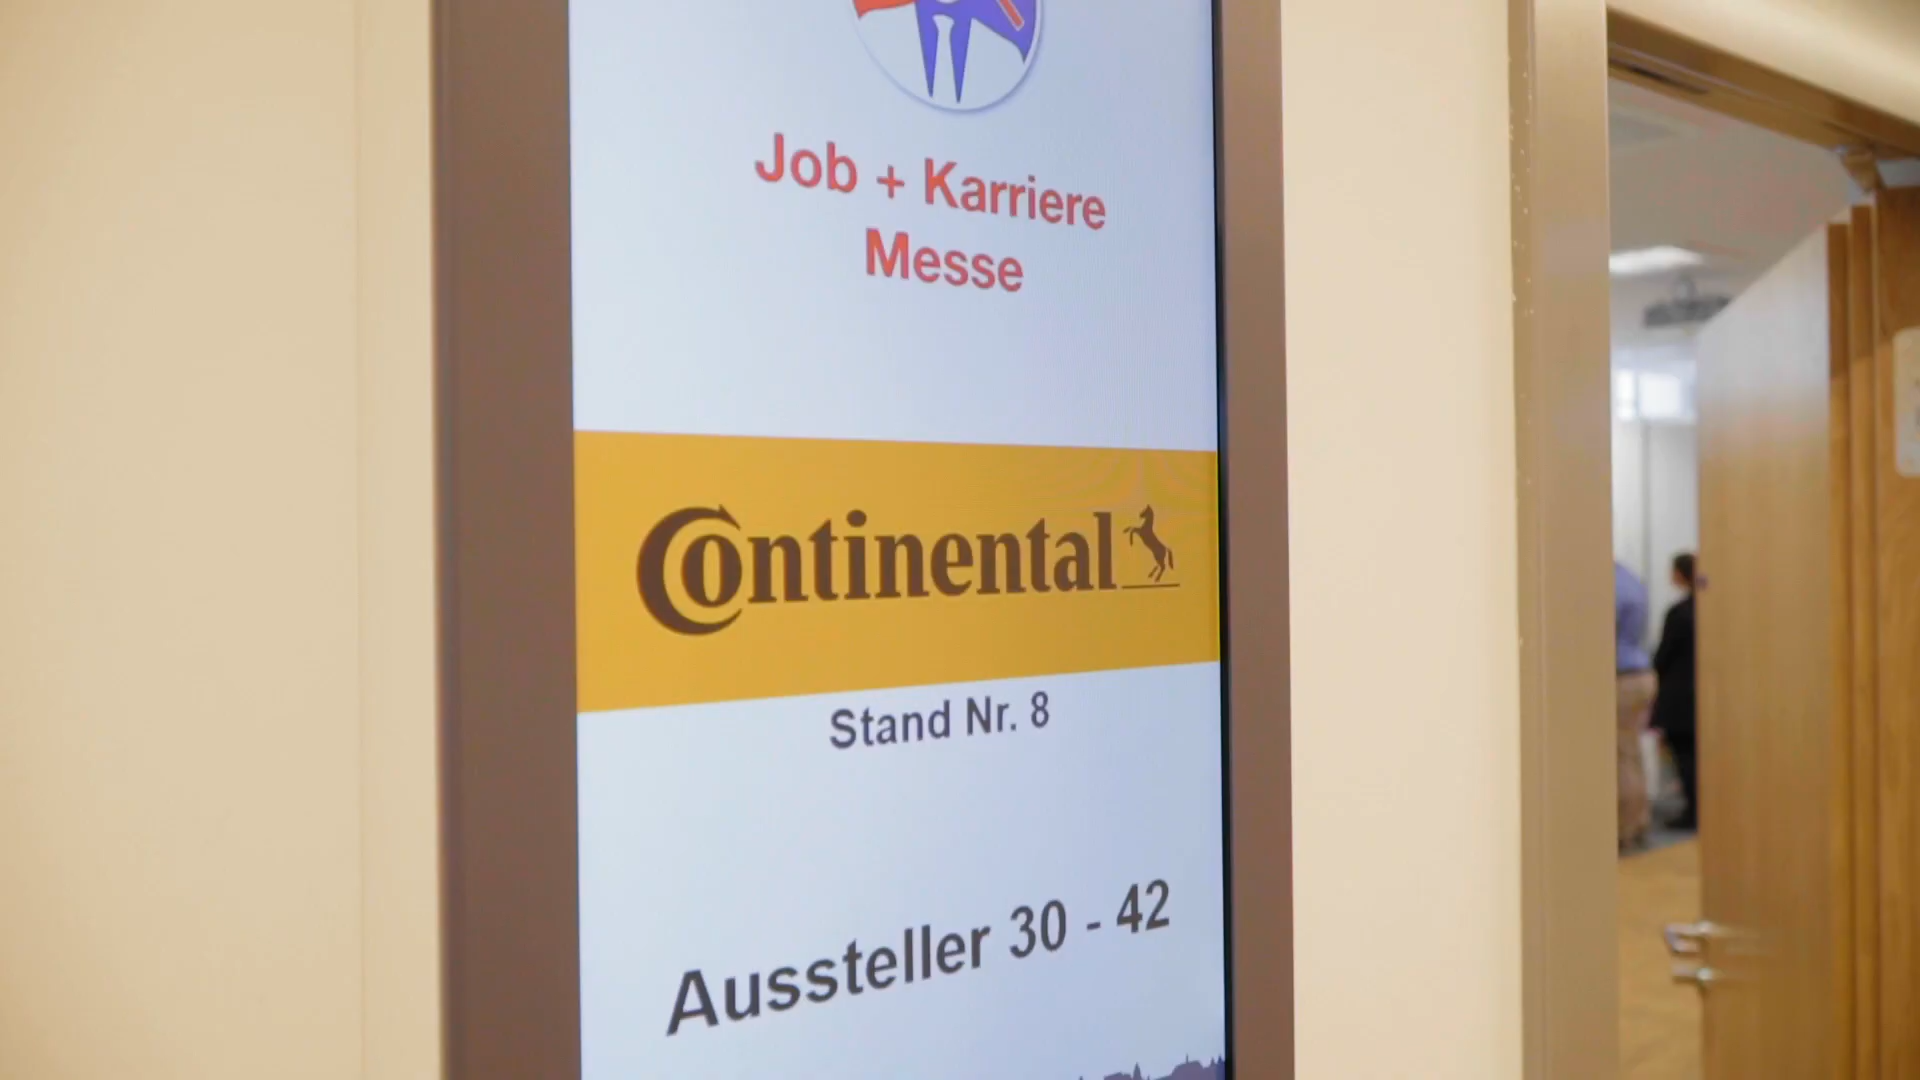 Job + Karriere
Messe
Continental
Stand Nr. 8
Aussteller 30 - 42